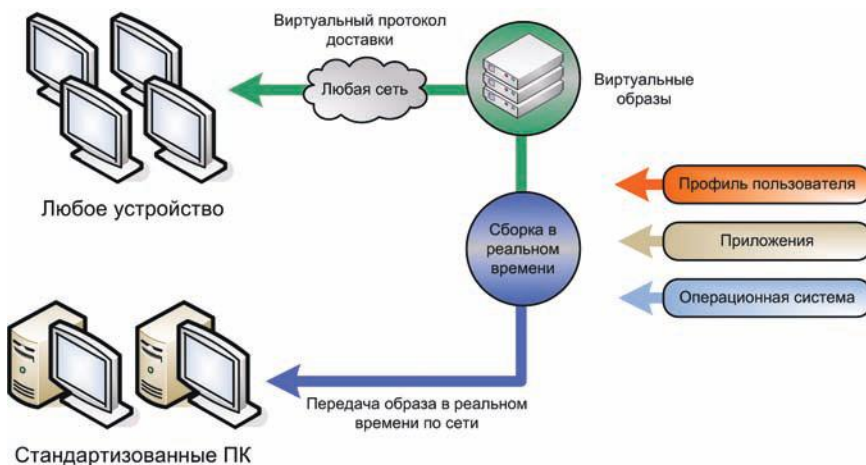 Виртуальный протокол
доставки
Любая сеть
Виртуальные
образы
Любое устройство
Профиль пользователя
Сборка в
реальном
времени
Приложения
Операционная система
Передача образа в реальном
времени по сети
Стандартизованные ПК